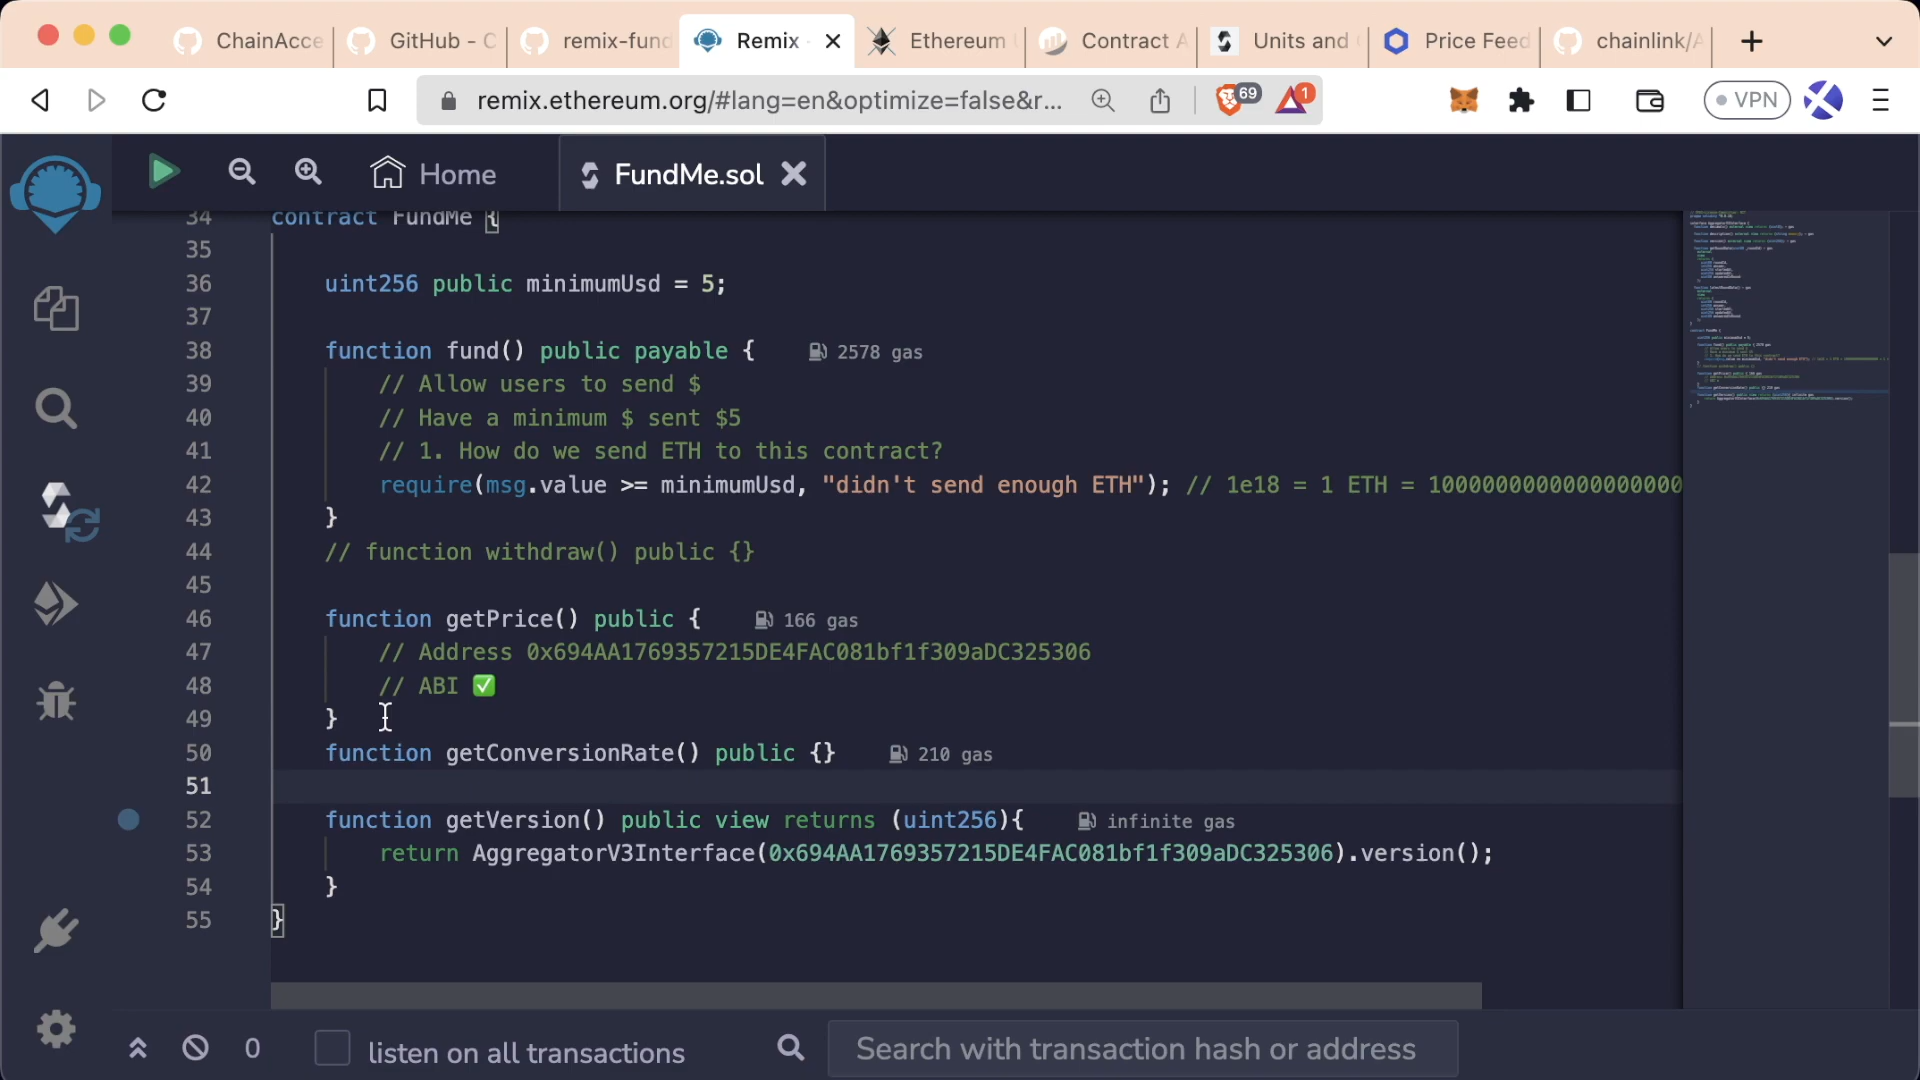 ChainAcce
GitHub - C
remix-fund
Remix
Ethereum
Contract A
Units and
Price Feed
chainlink/A
remix.ethereum.org/#lang=en&optimize=false&r...
69
1
VPN
Home
FundMe.sol
34 contract FundMe {
35
36 uint256 public minimumUsd = 5;
37
38 function fund() public payable { 2578 gas
39 // Allow users to send $
40 // Have a minimum $ sent $5
41 // 1. How do we send ETH to this contract?
42 require(msg.value >= minimumUsd, "didn't send enough ETH"); // 1e18 = 1 ETH = 1000000000000000000
43 }
44 // function withdraw() public {}
45
46 function getPrice() public { 166 gas
47 // Address 0x694AA1769357215DE4FAC081bf1f309aDC325306
48 // ABI ✅
49 }
50 function getConversionRate() public {} 210 gas
51
52 function getVersion() public view returns (uint256){ infinite gas
53 return AggregatorV3Interface(0x694AA1769357215DE4FAC081bf1f309aDC325306).version();
54 }
55 }
0
listen on all transactions
Search with transaction hash or address